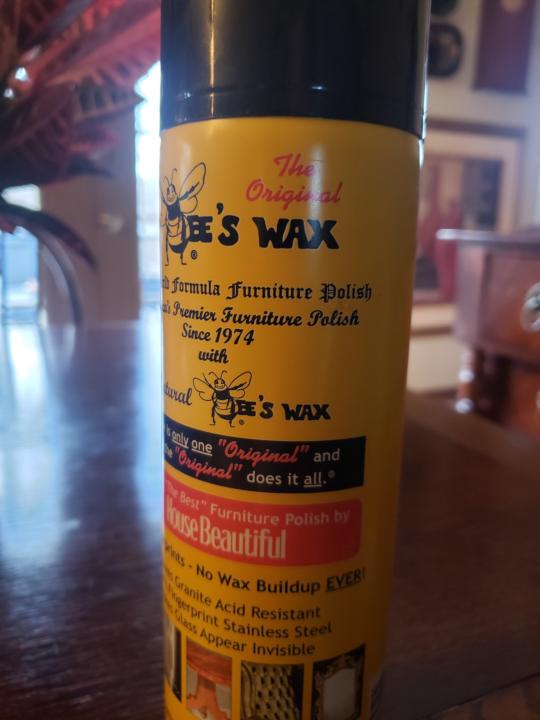 The
Original
EE'S WAX
Formula Furniture Polish
Premier Furniture Polish
Since 1974
with
EE'S WAX
only one "Original" and
"Original" does it all.®
The Best" Furniture Polish by
House Beautiful
- No Wax Buildup EVER!
Granite Acid Resistant
Fingerprint Stainless Steel
Glass Appear Invisible